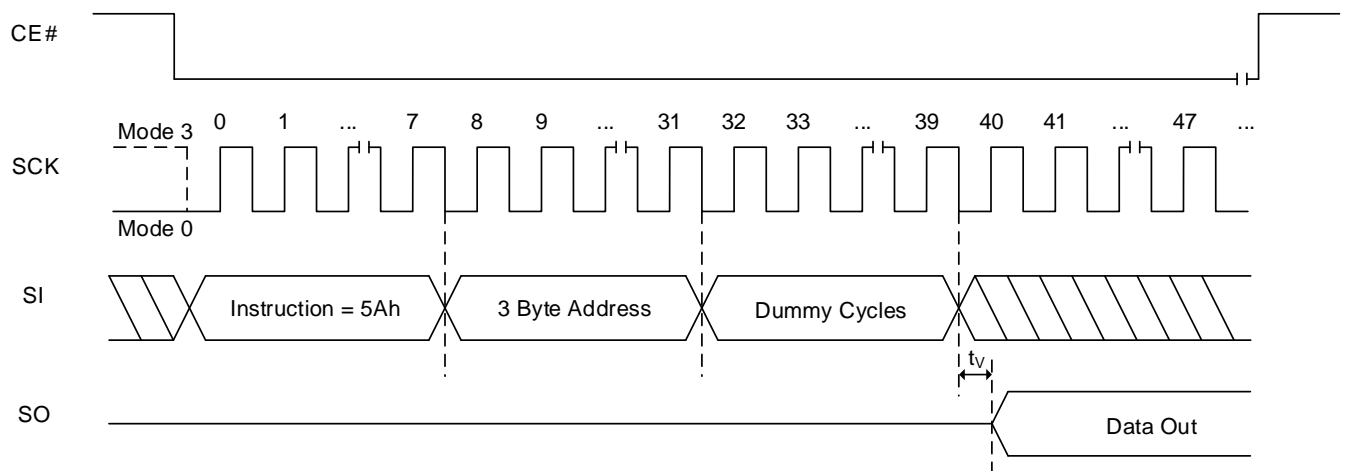 CE#
0 1 ... 7 8 9 ... 31 32 33 ... 39 40 41 ... 47 ...
Mode 3
SCK
Mode 0
SI
Instruction = 5Ah
3 Byte Address
Dummy Cycles
tV
SO
Data Out